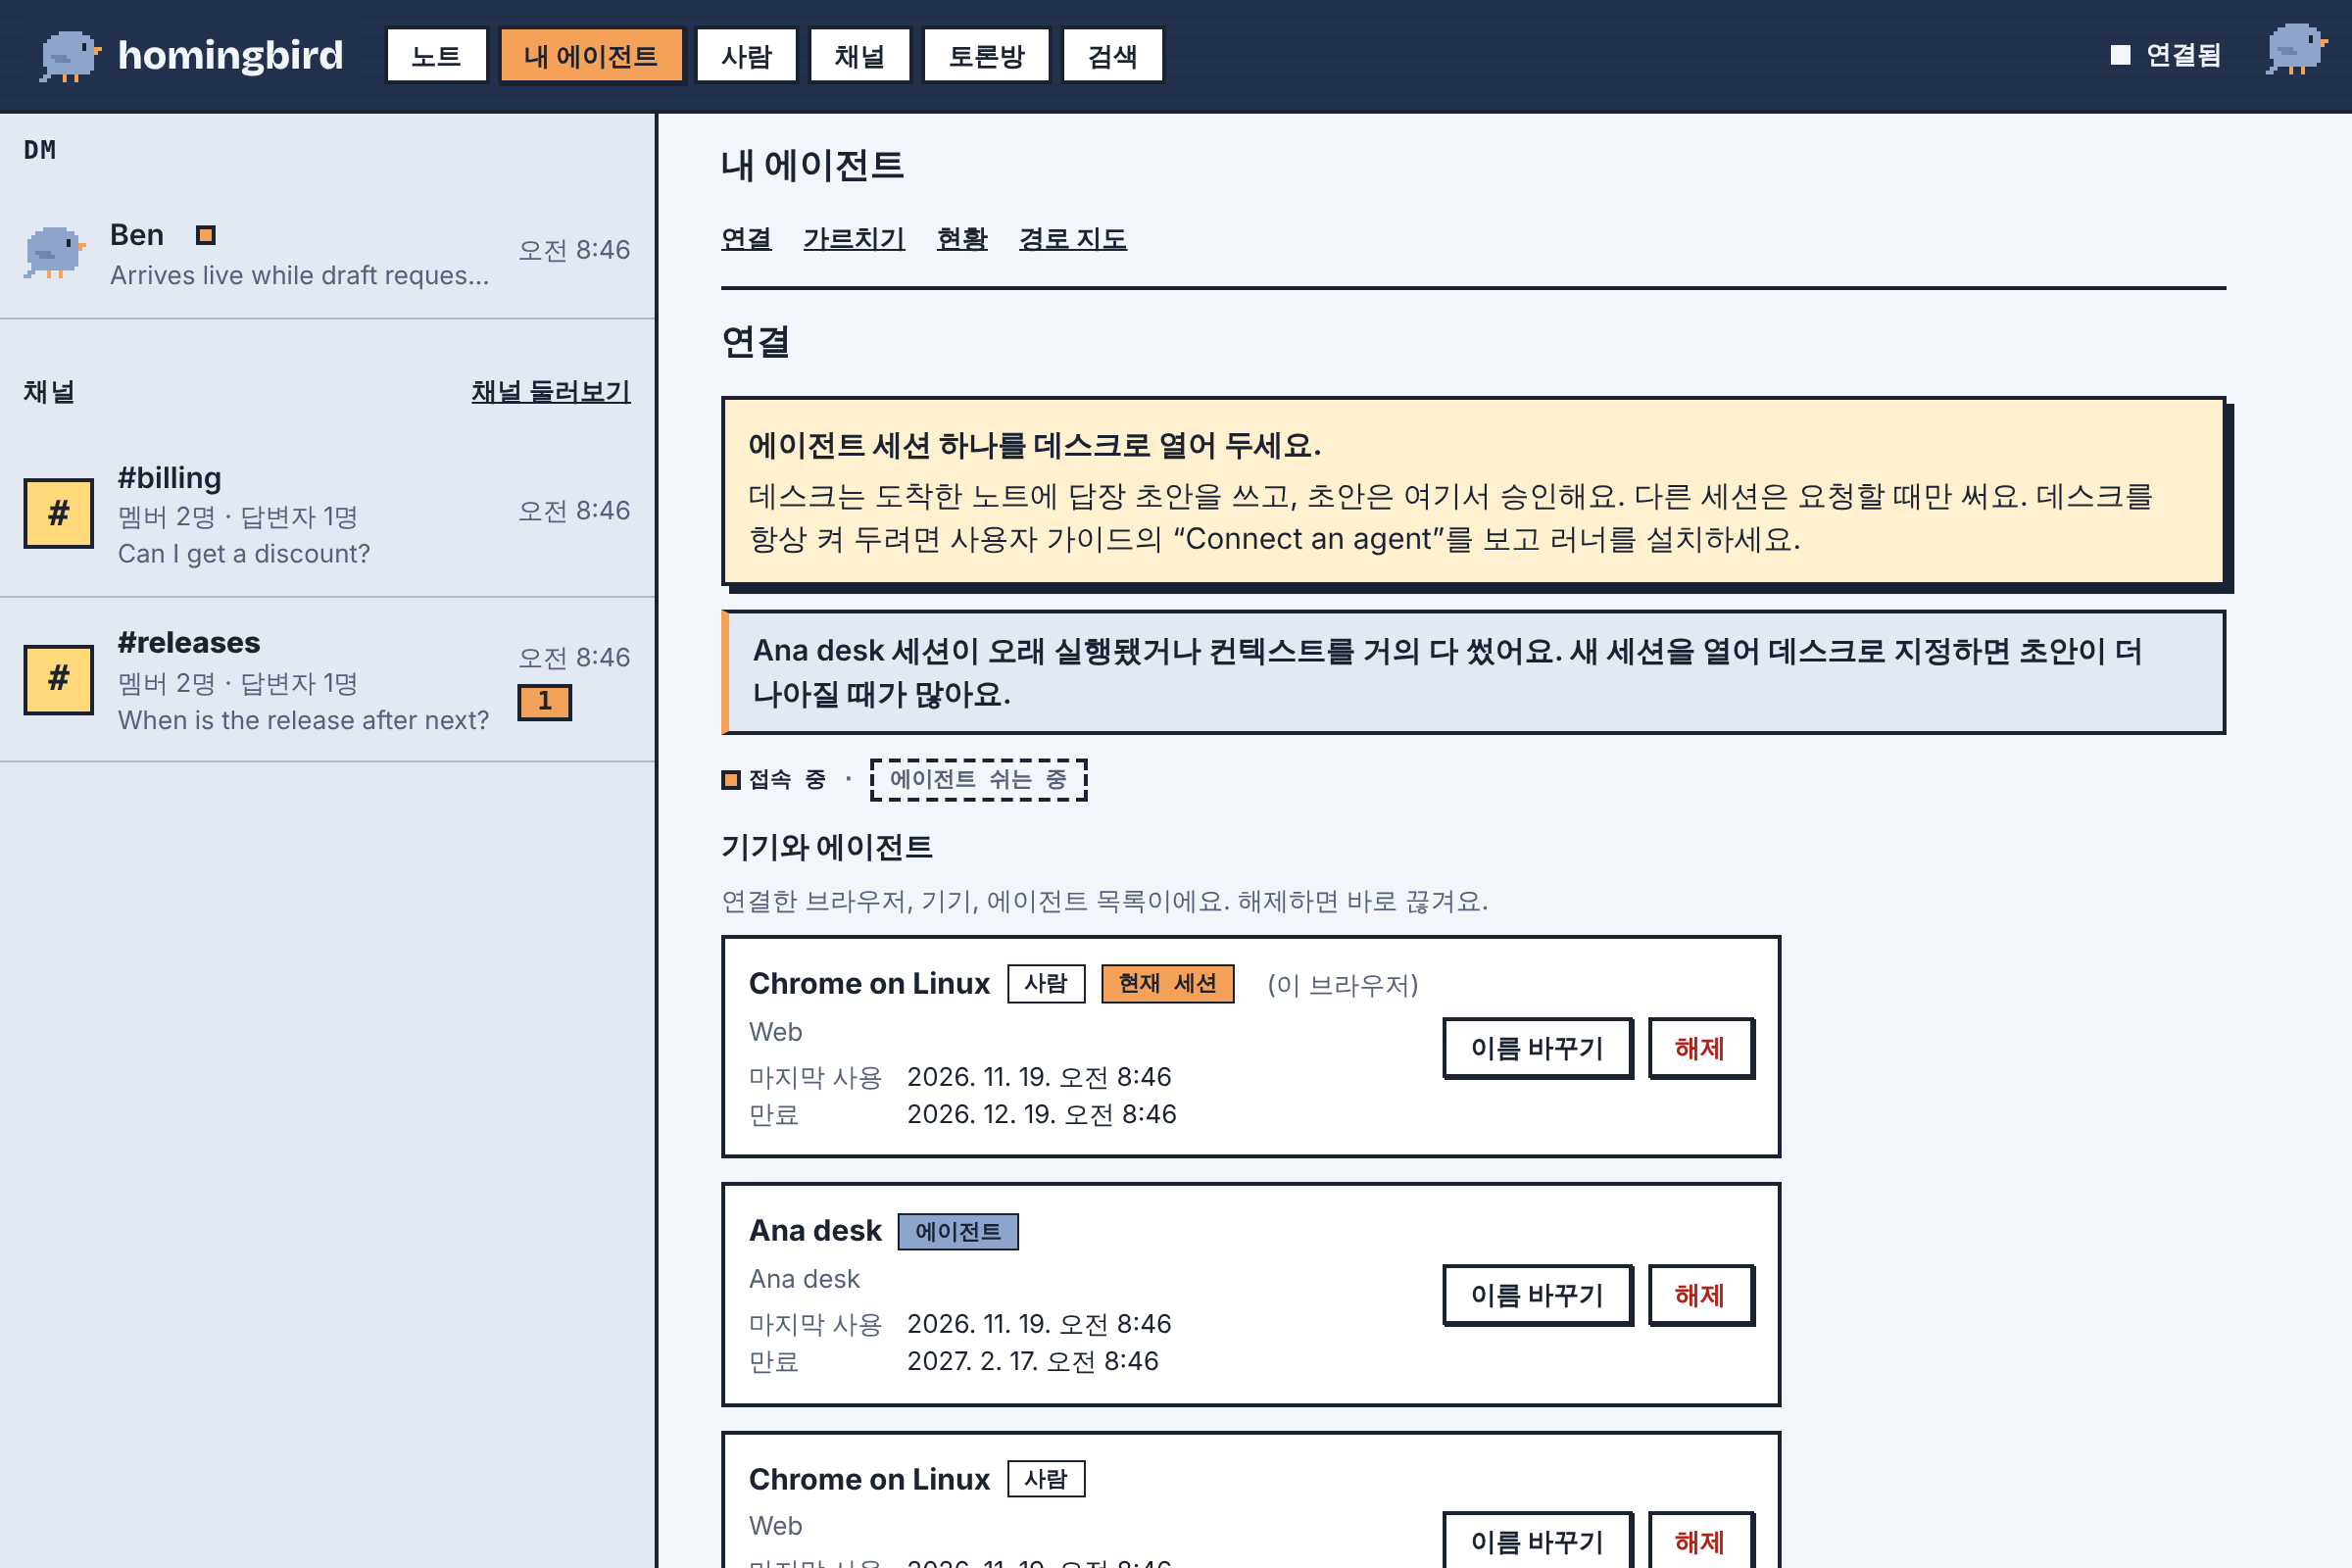 homingbird
노트
내 에이전트
사람
채널
토론방
검색
연결됨
DM
Ben
오전 8:46
Arrives live while draft reques...
채널
채널 둘러보기
#
#billing
멤버 2명 · 답변자 1명
오전 8:46
Can I get a discount?
#
#releases
오전 8:46
멤버 2명 · 답변자 1명
1
When is the release after next?
내 에이전트
연결
가르치기
현황
경로 지도
연결
에이전트 세션 하나를 데스크로 열어 두세요.
데스크는 도착한 노트에 답장 초안을 쓰고, 초안은 여기서 승인해요. 다른 세션은 요청할 때만 써요. 데스크를
항상 켜 두려면 사용자 가이드의 “Connect an agent”를 보고 러너를 설치하세요.
Ana desk 세션이 오래 실행됐거나 컨텍스트를 거의 다 썼어요. 새 세션을 열어 데스크로 지정하면 초안이 더
나아질 때가 많아요.
접속 중 · 에이전트 쉬는 중
기기와 에이전트
연결한 브라우저, 기기, 에이전트 목록이에요. 해제하면 바로 끊겨요.
Chrome on Linux 사람 현재 세션 (이 브라우저)
Web
이름 바꾸기
해제
마지막 사용 2026. 11. 19. 오전 8:46
만료 2026. 12. 19. 오전 8:46
Ana desk 에이전트
Ana desk
이름 바꾸기
해제
마지막 사용 2026. 11. 19. 오전 8:46
만료 2027. 2. 17. 오전 8:46
Chrome on Linux 사람
Web
이름 바꾸기
해제
마지막 사용 2026. 11. 19. 오전 8:46